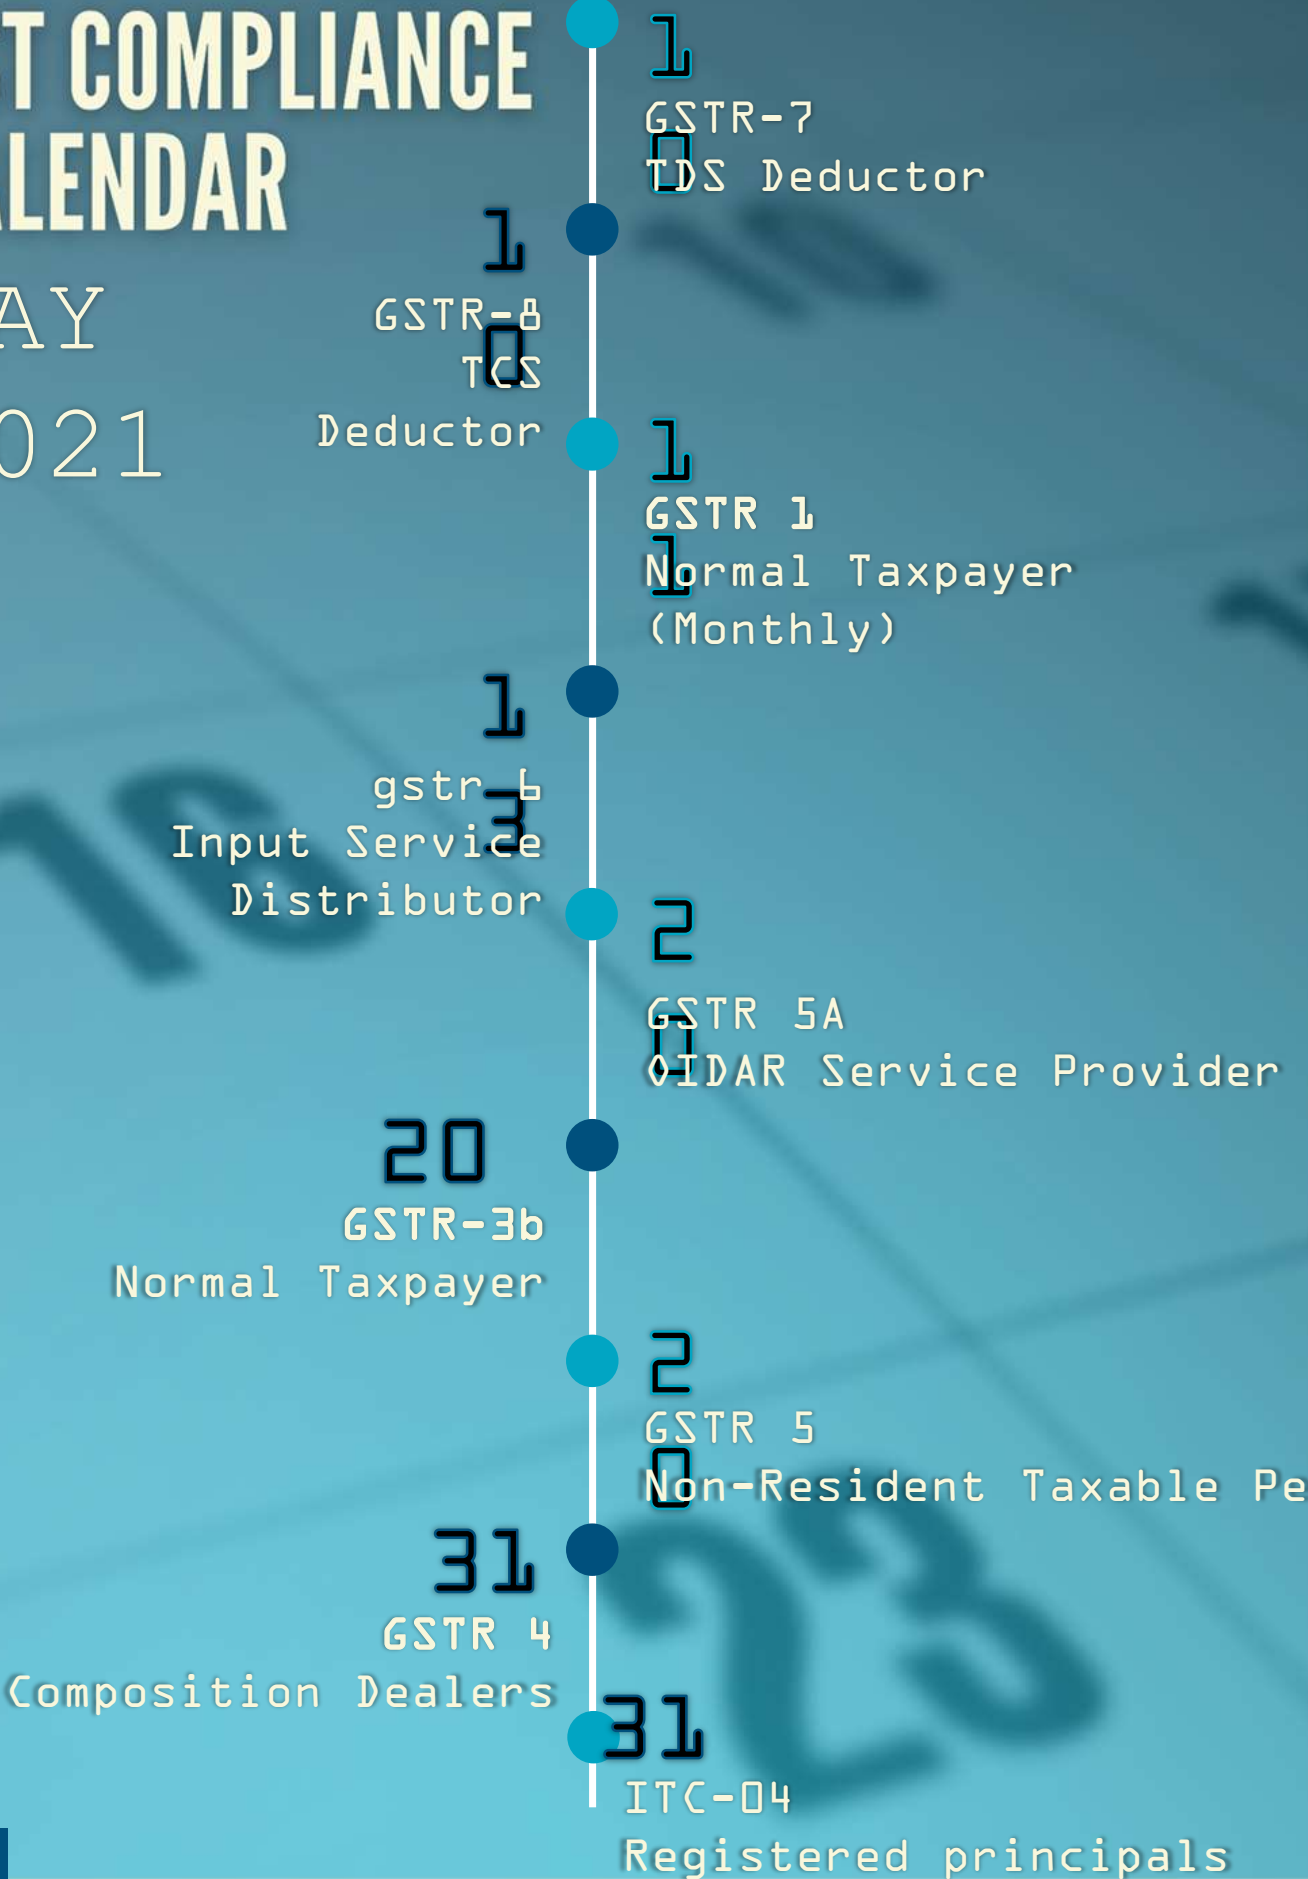 T COMPLIANCE
LENDAR
AY
021
1
0
GSTR-7
TDS Deductor
1
0
GSTR-8
TCS
Deductor
1
1
GSTR 1
Normal Taxpayer
(Monthly)
1
3
gstr 6
Input Service
Distributor
2
0
GSTR 5A
OIDAR Service Provider
20
GSTR-3b
Normal Taxpayer
2
0
GSTR 5
Non-Resident Taxable Pe
31
GSTR 4
Composition Dealers
31
ITC-04
Registered principals
10
16
23